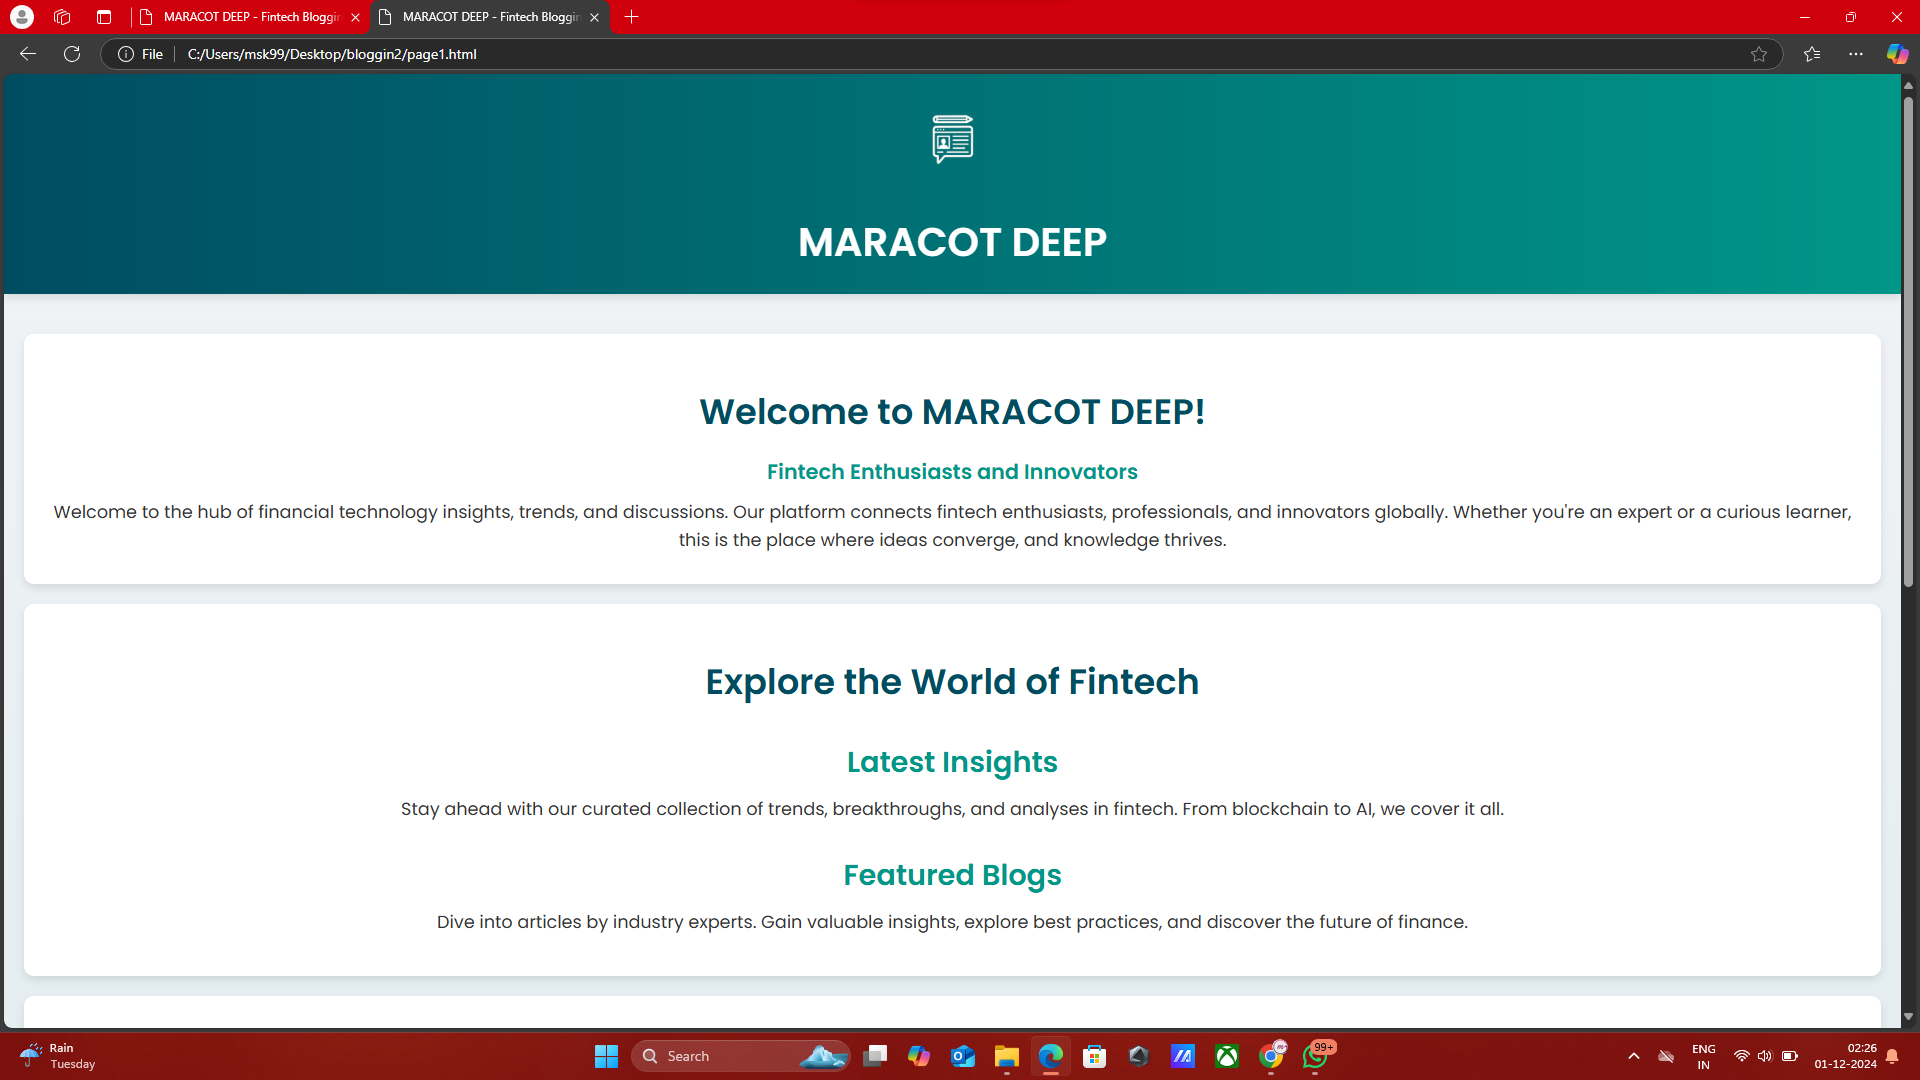 MARACOT DEEP - Fintech Bloggin
MARACOT DEEP - Fintech Bloggin
File
C:/Users/msk99/Desktop/bloggin2/page1.html
MARACOT DEEP
Welcome to MARACOT DEEP!
Fintech Enthusiasts and Innovators
Welcome to the hub of financial technology insights, trends, and discussions. Our platform connects fintech enthusiasts, professionals, and innovators globally. Whether you're an expert or a curious learner,
this is the place where ideas converge, and knowledge thrives.
Explore the World of Fintech
Latest Insights
Stay ahead with our curated collection of trends, breakthroughs, and analyses in fintech. From blockchain to AI, we cover it all.
Featured Blogs
Dive into articles by industry experts. Gain valuable insights, explore best practices, and discover the future of finance.
Rain
Tuesday
Search
99+
ENG
IN
02:26
01-12-2024